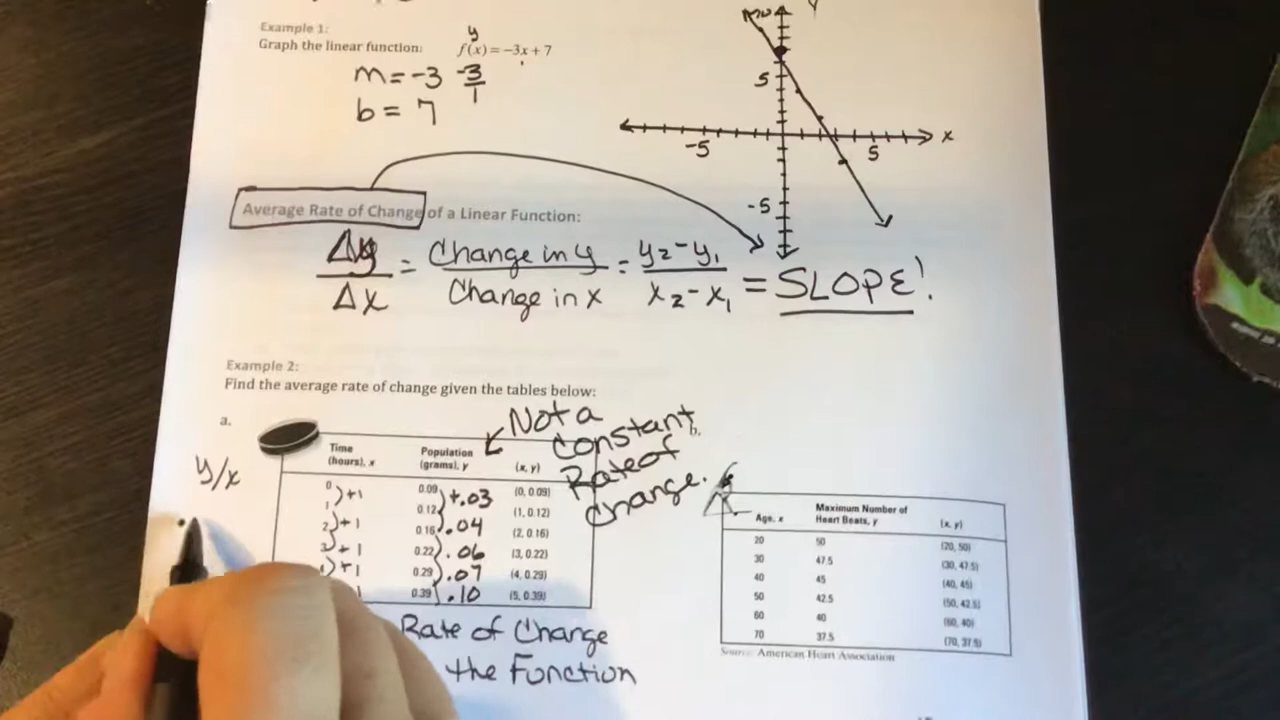 Example 1:
Graph the linear function: f(x) = -3x + 7
y
m = -3 -3/1
b = 7
y
5
-5 5 x
-5
Average Rate of Change of a Linear Function:
Δy/Δx = Change in y/Change in x = y₂-y₁/x₂-x₁ = SLOPE!
Example 2:
Find the average rate of change given the tables below:
a.
Not a
constant
Rate of
change.
y/x
Time (hours), x Population (grams), y (x, y)
0 0.09 (0, 0.09)
1 0.12 (1, 0.12)
2 0.16 (2, 0.16)
3 0.22 (3, 0.22)
4 0.29 (4, 0.29)
0.39 (5, 0.39)
)+1 )+.03
)+1 ).04
)+1 ).06
)+1 ).07
1 ).10
Rate of Change
the Function
b.
Age, x Maximum Number of Heart Beats, y (x, y)
20 50 (20, 50)
30 47.5 (30, 47.5)
40 45 (40, 45)
50 42.5 (50, 42.5)
60 40 (60, 40)
70 37.5 (70, 37.5)
Source: American Heart Association